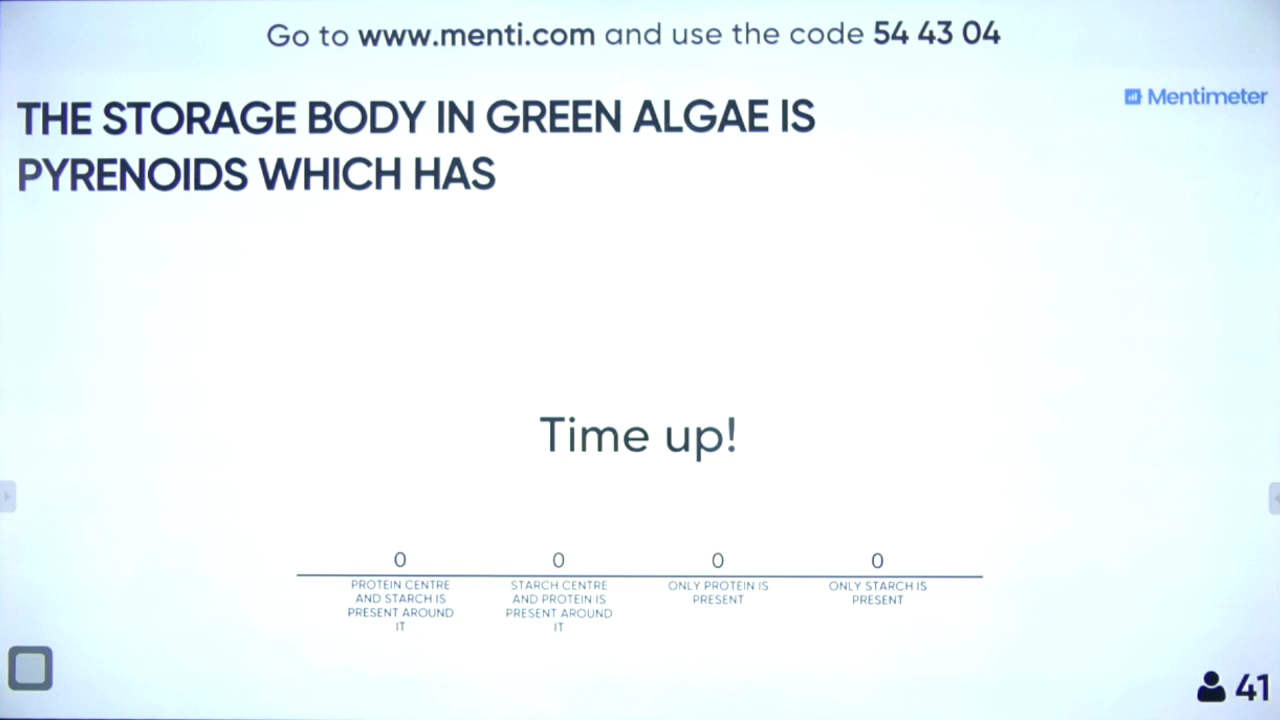 Go to www.menti.com and use the code 54 43 04
Mentimeter
THE STORAGE BODY IN GREEN ALGAE IS
PYRENOIDS WHICH HAS
Time up!
0
0
0
0
PROTEIN CENTRE
AND STARCH IS
PRESENT AROUND
IT
STARCH CENTRE
AND PROTEIN IS
PRESENT AROUND
IT
ONLY PROTEIN IS
PRESENT
ONLY STARCH IS
PRESENT
41